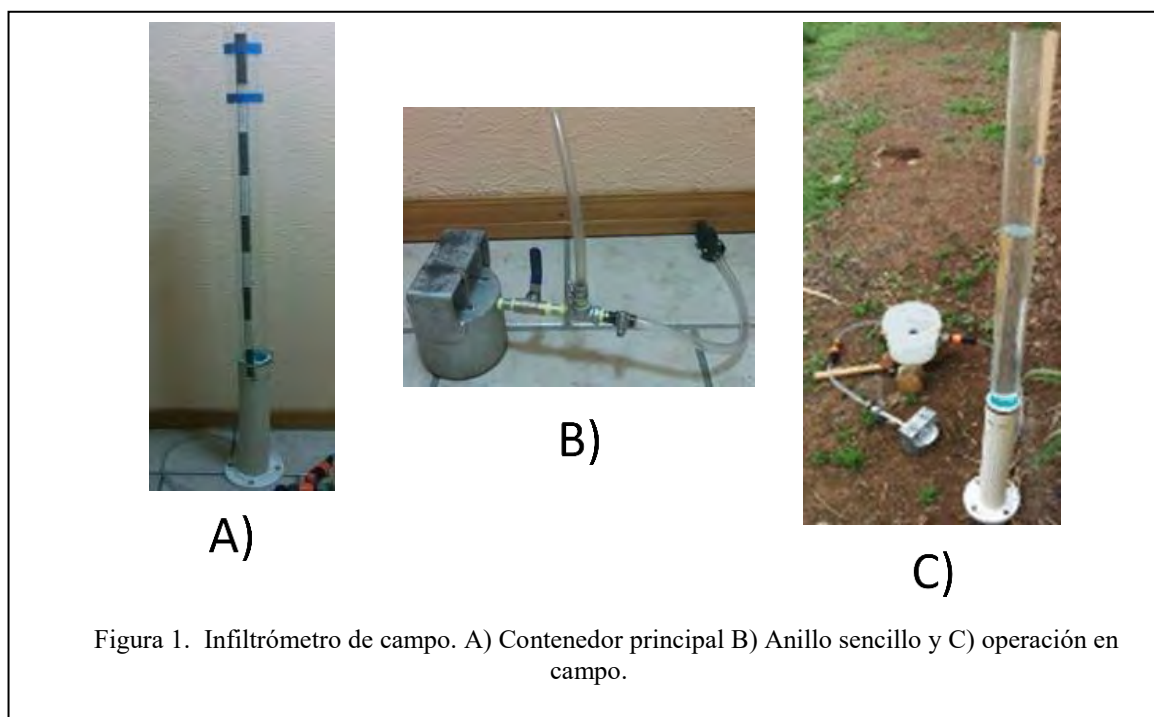 A)
B)
C)
Figura 1. Infiltrómetro de campo. A) Contenedor principal B) Anillo sencillo y C) operación en
campo.